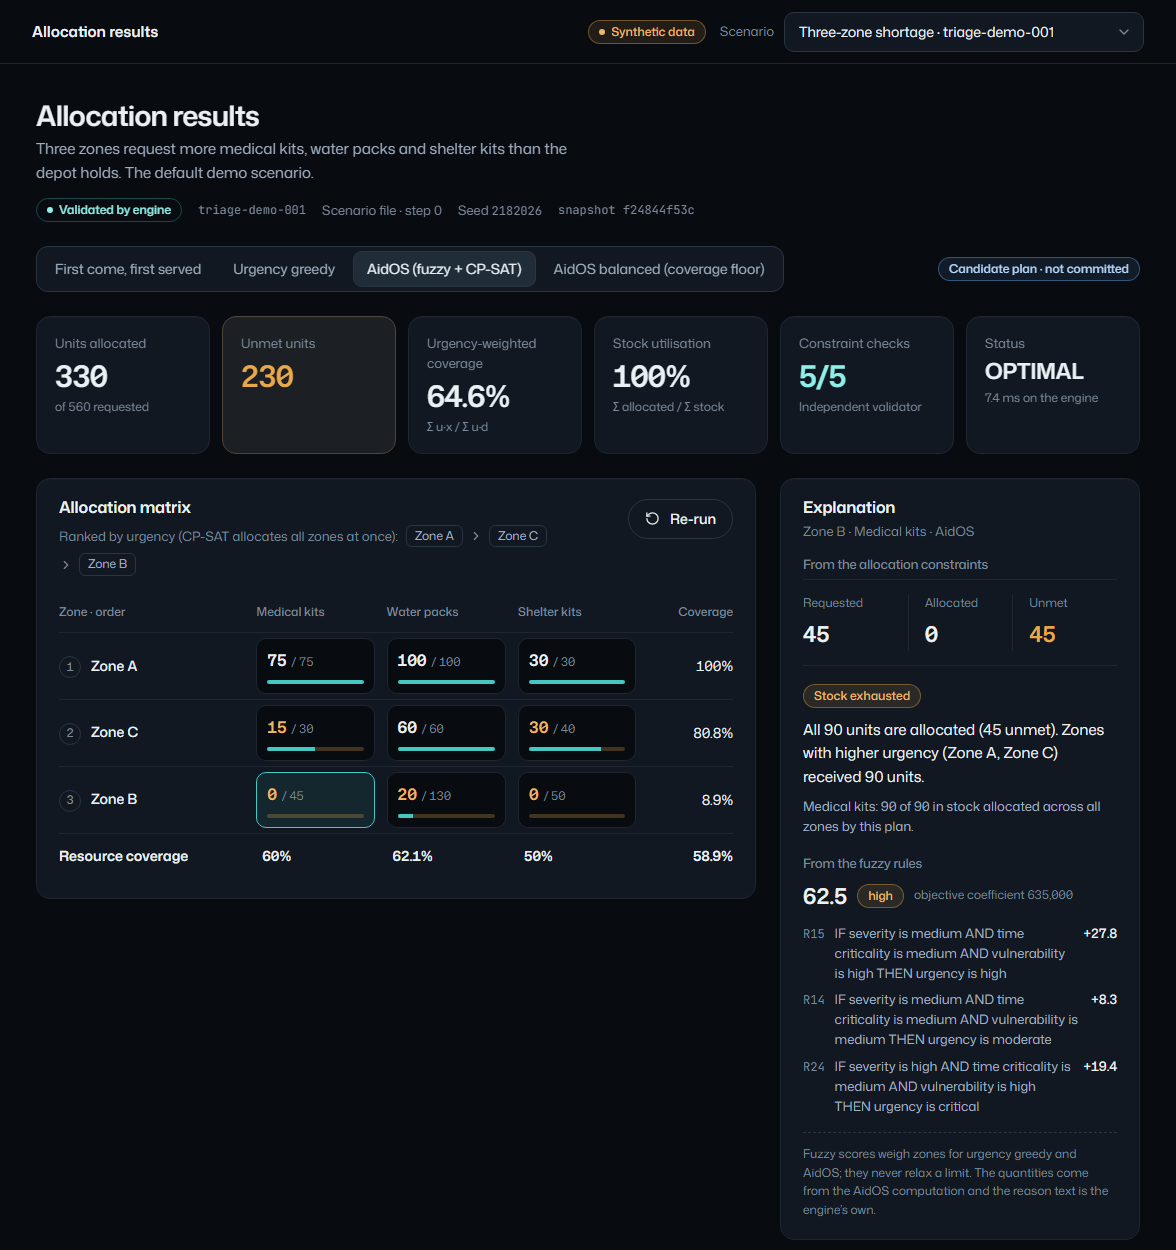 Allocation results
Synthetic data
Scenario
Three-zone shortage · triage-demo-001
Allocation results
Three zones request more medical kits, water packs and shelter kits than the
depot holds. The default demo scenario.
Validated by engine
triage-demo-001
Scenario file · step 0
Seed 2182026
snapshot f24844f53c
First come, first served
Urgency greedy
AidOS (fuzzy + CP-SAT)
AidOS balanced (coverage floor)
Candidate plan · not committed
Units allocated
330
of 560 requested
Unmet units
230
Urgency-weighted
coverage
64.6%
Σ u·x / Σ u·d
Stock utilisation
100%
Σ allocated / Σ stock
Constraint checks
5/5
Independent validator
Status
OPTIMAL
7.4 ms on the engine
Allocation matrix
Ranked by urgency (CP-SAT allocates all zones at once): Zone A > Zone C
> Zone B
Re-run
Zone · order Medical kits Water packs Shelter kits Coverage
1 Zone A 75 / 75 100 / 100 30 / 30 100%
2 Zone C 15 / 30 60 / 60 30 / 40 80.8%
3 Zone B 0 / 45 20 / 130 0 / 50 8.9%
Resource coverage 60% 62.1% 50% 58.9%
Explanation
Zone B · Medical kits · AidOS
From the allocation constraints
Requested Allocated Unmet
45 0 45
Stock exhausted
All 90 units are allocated (45 unmet). Zones
with higher urgency (Zone A, Zone C)
received 90 units.
Medical kits: 90 of 90 in stock allocated across all
zones by this plan.
From the fuzzy rules
62.5 high objective coefficient 635,000
R15 IF severity is medium AND time +27.8
criticality is medium AND vulnerability
is high THEN urgency is high
R14 IF severity is medium AND time +8.3
criticality is medium AND vulnerability is
medium THEN urgency is moderate
R24 IF severity is high AND time criticality is +19.4
medium AND vulnerability is high
THEN urgency is critical
Fuzzy scores weigh zones for urgency greedy and
AidOS; they never relax a limit. The quantities come
from the AidOS computation and the reason text is the
engine's own.